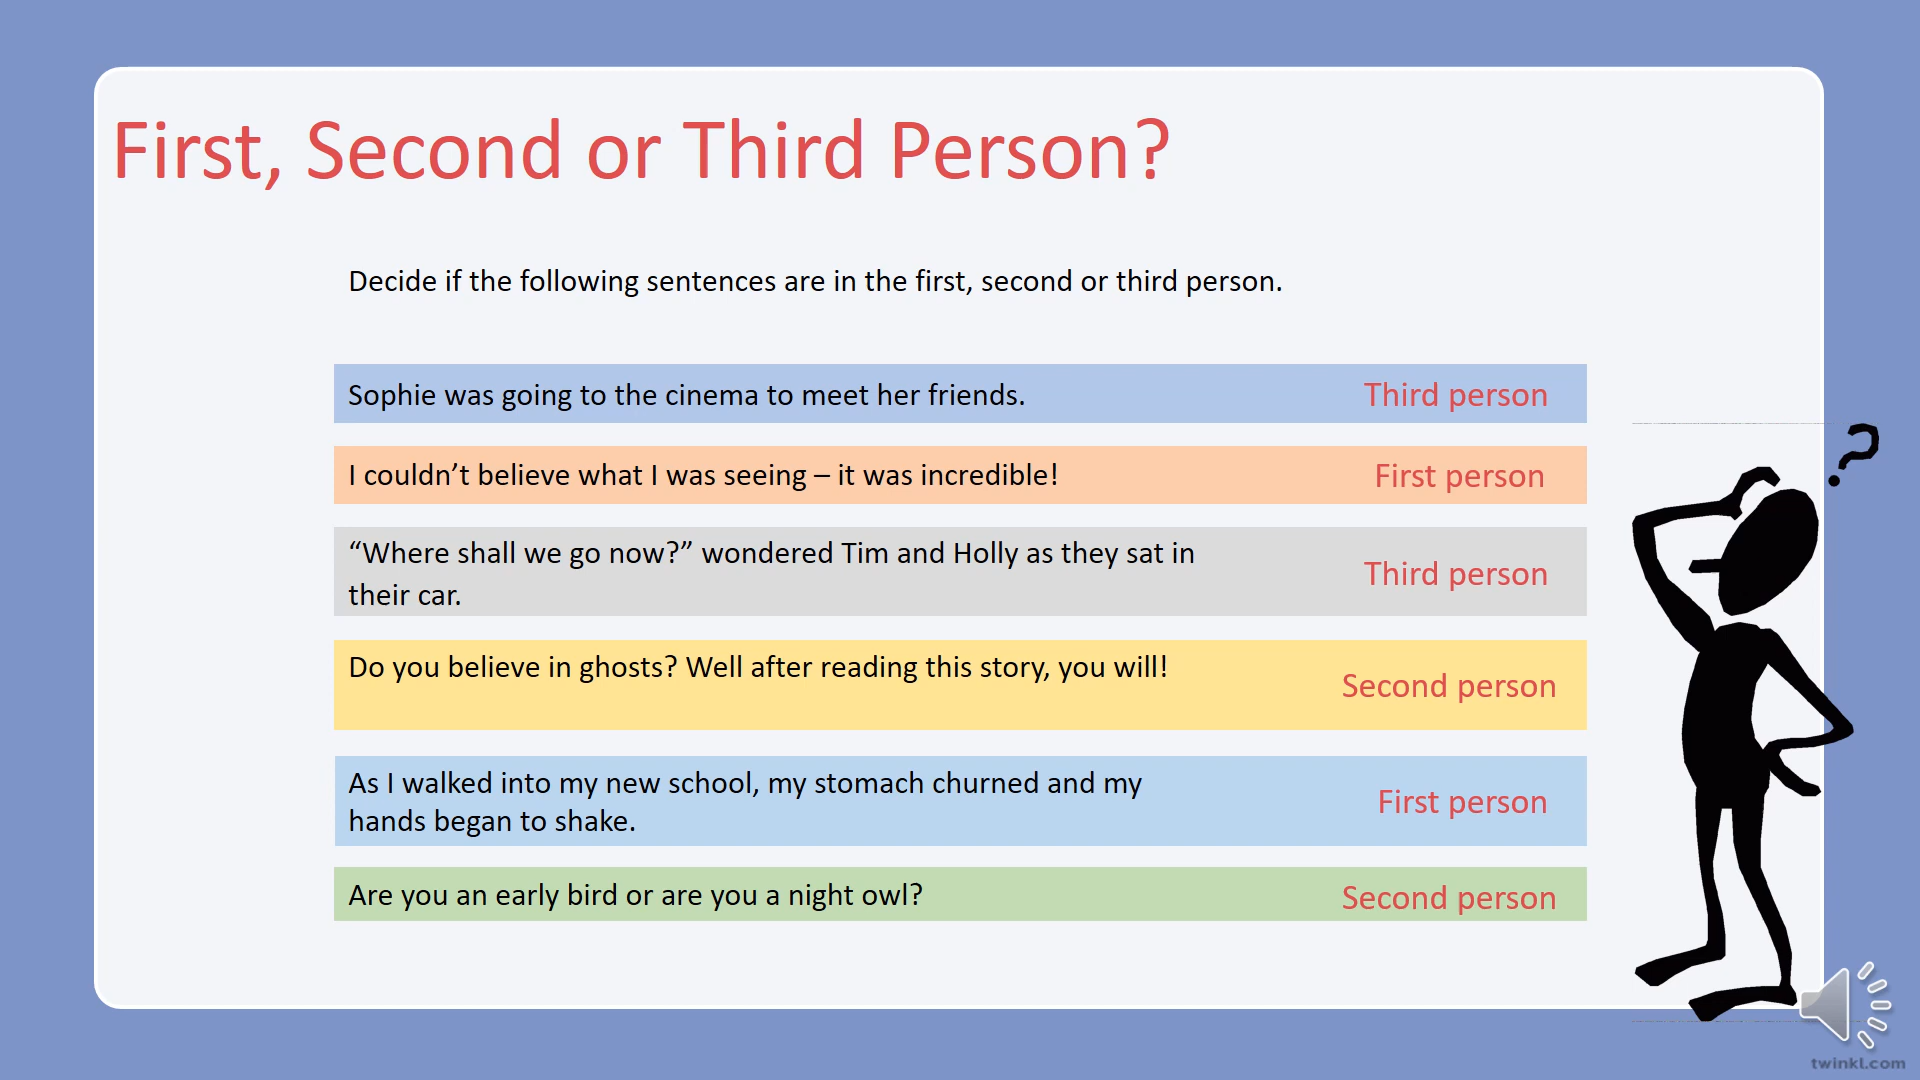 First, Second or Third Person?
Decide if the following sentences are in the first, second or third person.
Sophie was going to the cinema to meet her friends. Third person
I couldn’t believe what I was seeing – it was incredible! First person
“Where shall we go now?” wondered Tim and Holly as they sat in
their car.
Third person
Do you believe in ghosts? Well after reading this story, you will!
Second person
As I walked into my new school, my stomach churned and my
hands began to shake.
First person
Are you an early bird or are you a night owl? Second person
?
twinkl.com